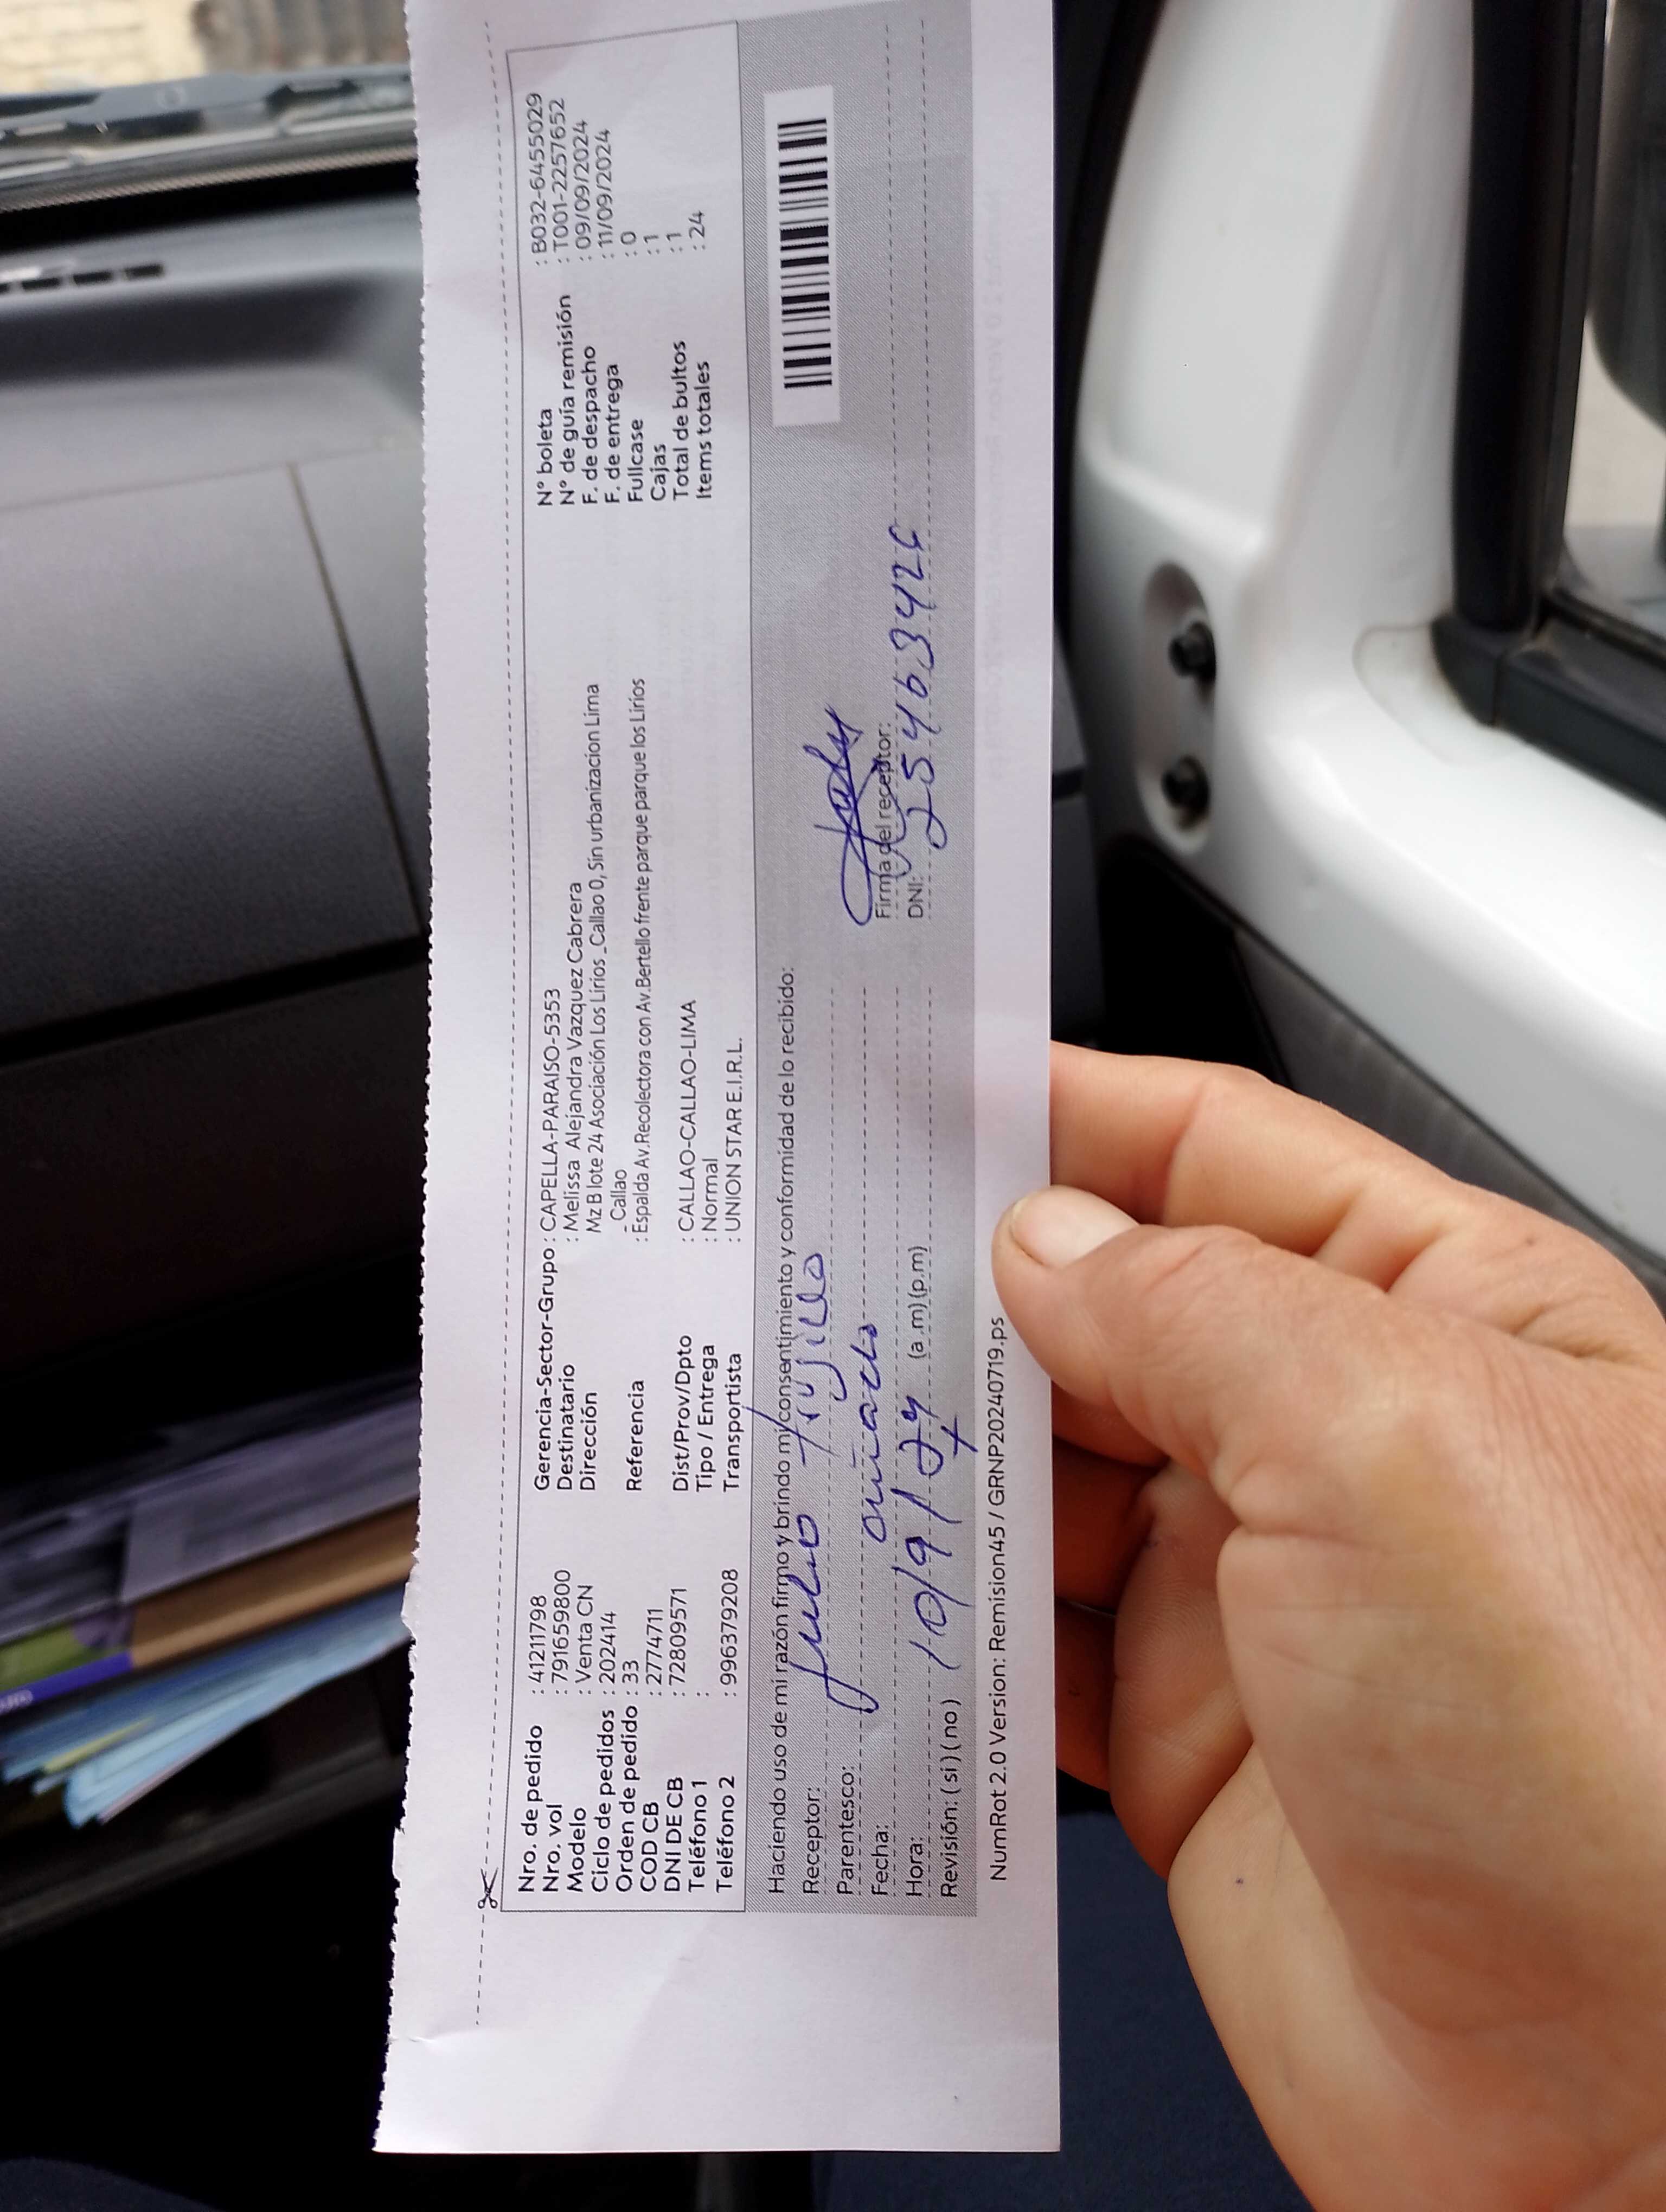 Nro. de pedido : 41211798
Nro. vol : 791659800
Modelo : Venta CN
Ciclo de pedidos : 202414
Orden de pedido : 33
COD CB : 2774711
DNI DE CB : 72809571
Teléfono 1 :
Teléfono 2 : 996379208
Gerencia-Sector-Grupo : CAPELLA-PARAISO-5353
Destinatario : Melissa Alejandra Vazquez Cabrera
Dirección Mz B lote 24 Asociación Los Lirios _Callao 0, Sin urbanizacion Lima
_ Callao
Referencia : Espalda Av.Recolectora con Av.Bertello frente parque parque los Lirios
Dist/Prov/Dpto : CALLAO-CALLAO-LIMA
Tipo / Entrega : Normal
Transportista : UNION STAR E.I.R.L.
N° boleta : B032-6455029
N° de guía remisión : T001-2257652
F. de despacho : 09/09/2024
F. de entrega : 11/09/2024
Fullcase : 0
Cajas : 1
Total de bultos : 1
Items totales : 24
Haciendo uso de mi razón firmo y brindo mi consentimiento y conformidad de lo recibido:
Receptor: Julio Trujillo
Parentesco:
Fecha: 10/9/24
Hora: (a.m) (p.m)
Revisión: ( si ) ( no )
Firma del receptor:
DNI:
NumRot 2.0 Version: Remision45 / GRNP20240719.ps